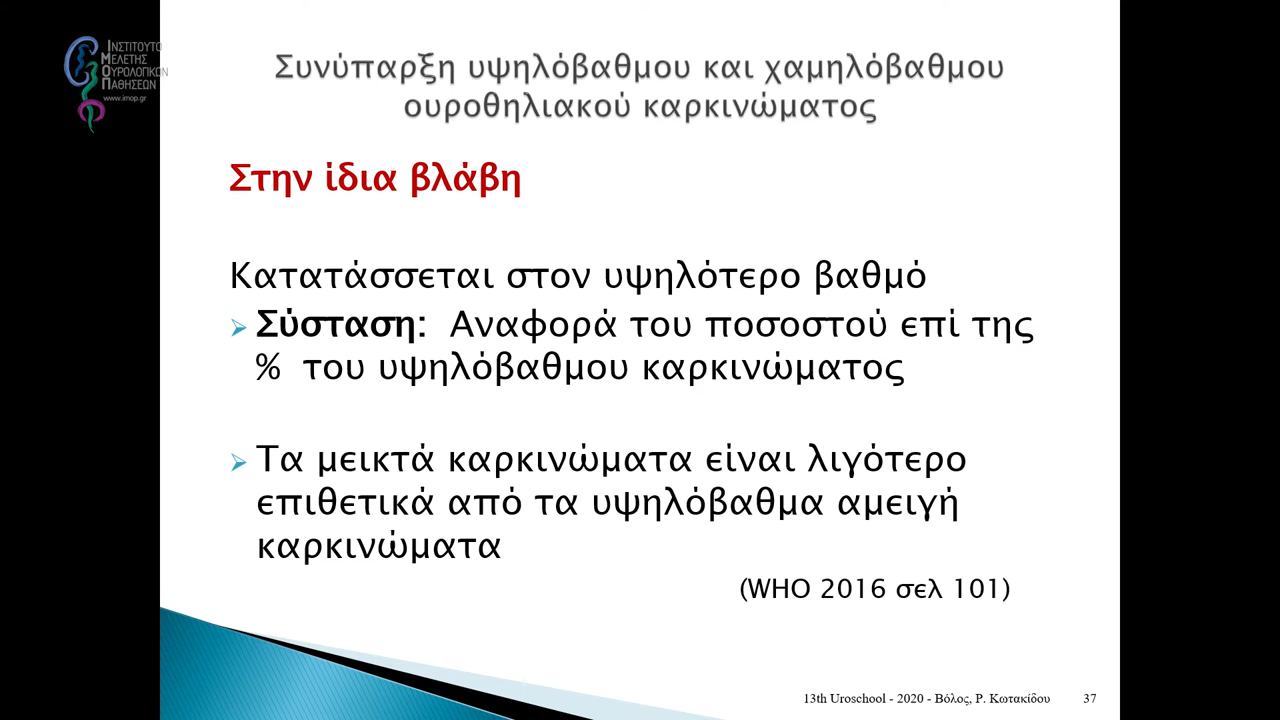 ΙΝΣΤΙΤΟΥΤΟ
ΜΕΛΕΤΗΣ
ΟΥΡΟΛΟΓΙΚΩΝ
ΠΑΘΗΣΕΩΝ
www.imop.gr
Συνύπαρξη υψηλόβαθμου και χαμηλόβαθμου
ουροθηλιακού καρκινώματος
Στην ίδια βλάβη
Κατατάσσεται στον υψηλότερο βαθμό
➢ Σύσταση: Αναφορά του ποσοστού επί της
% του υψηλόβαθμου καρκινώματος
➢ Τα μεικτά καρκινώματα είναι λιγότερο
επιθετικά από τα υψηλόβαθμα αμειγή
καρκινώματα
(WHO 2016 σελ 101)
13th Uroschool - 2020 - Βόλος, Ρ. Κωτακίδου 37